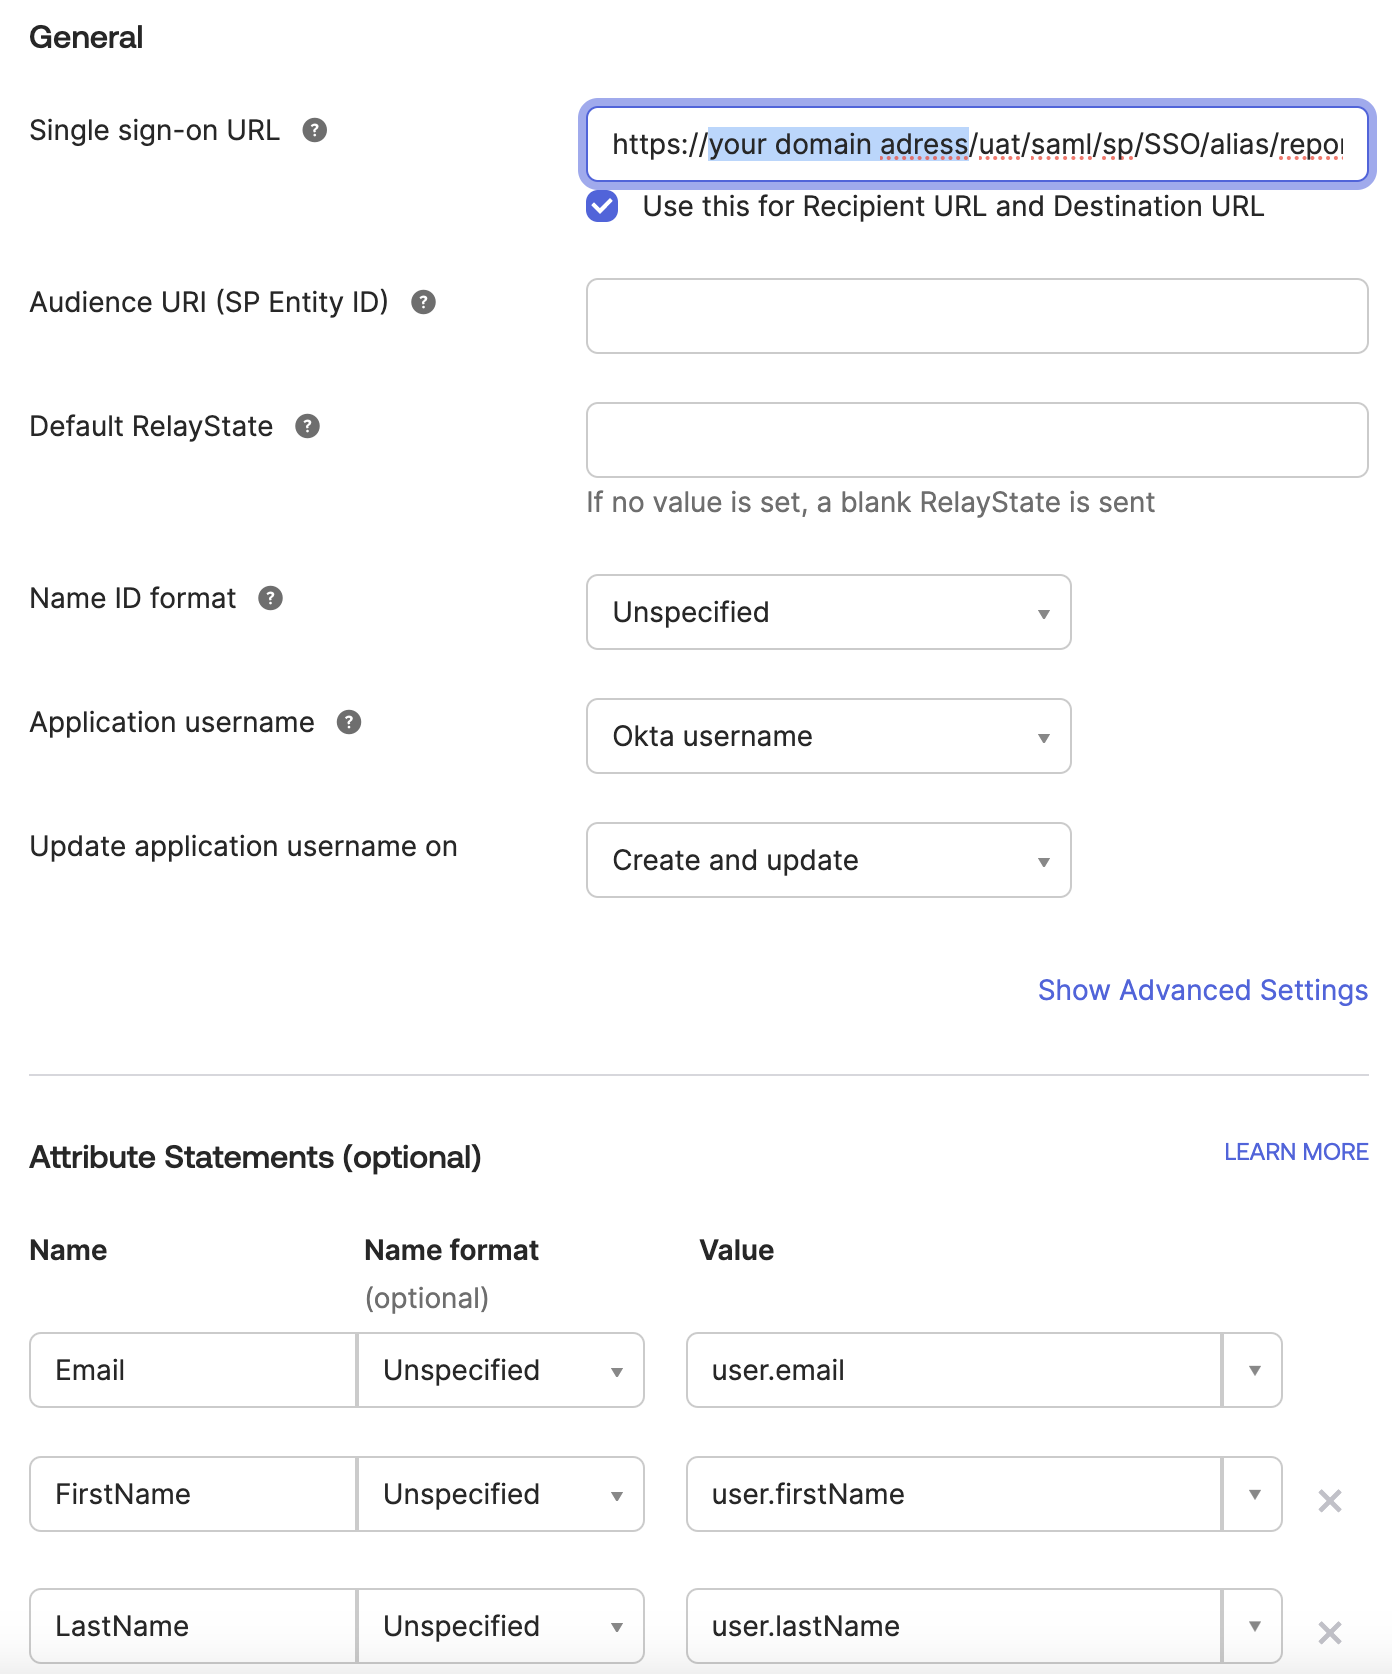 General
Single sign-on URL ?
https://your domain adress/uat/saml/sp/SSO/alias/repor
Use this for Recipient URL and Destination URL
Audience URI (SP Entity ID) ?
Default RelayState ?
If no value is set, a blank RelayState is sent
Name ID format ?
Unspecified
Application username ?
Okta username
Update application username on
Create and update
Show Advanced Settings
Attribute Statements (optional)
LEARN MORE
Name Name format Value
(optional)
Email Unspecified user.email
FirstName Unspecified user.firstName
LastName Unspecified user.lastName